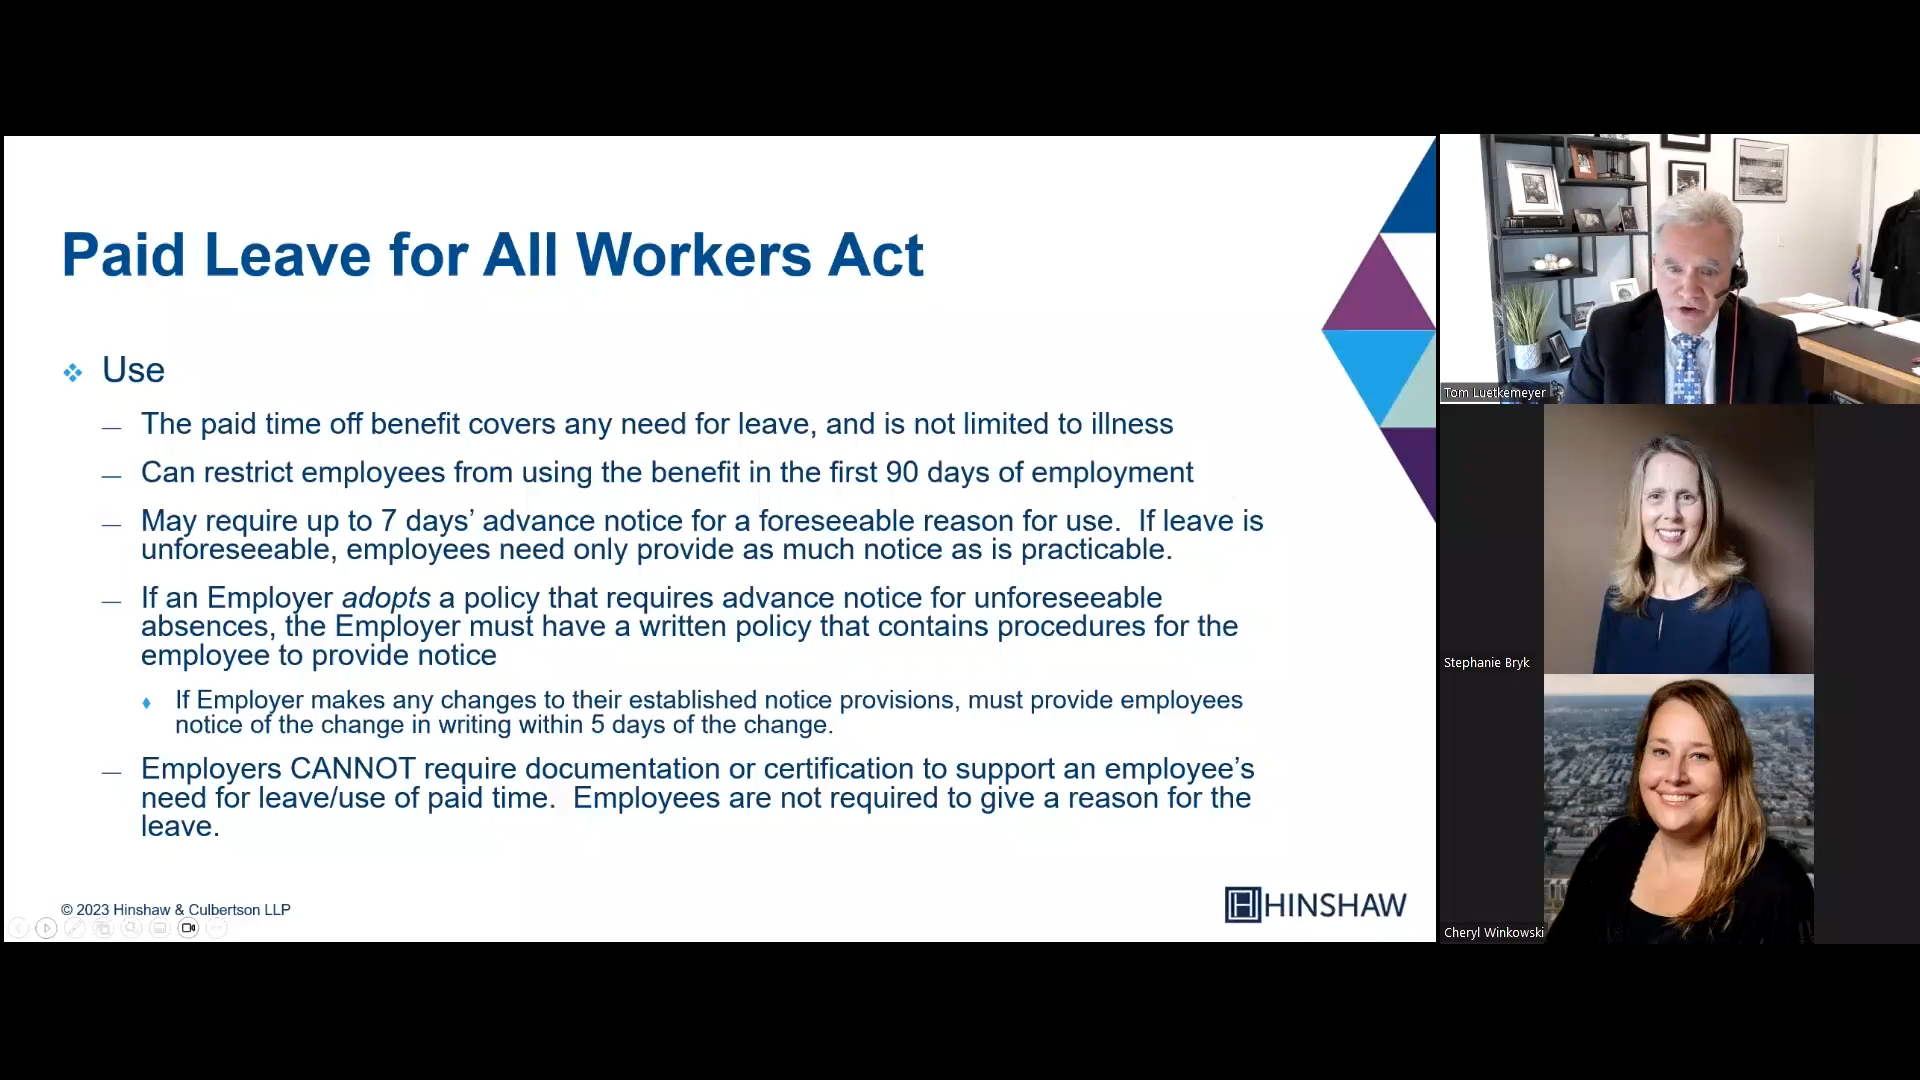 Paid Leave for All Workers Act
Use
The paid time off benefit covers any need for leave, and is not limited to illness
Can restrict employees from using the benefit in the first 90 days of employment
May require up to 7 days’ advance notice for a foreseeable reason for use. If leave is
unforeseeable, employees need only provide as much notice as is practicable.
If an Employer adopts a policy that requires advance notice for unforeseeable
absences, the Employer must have a written policy that contains procedures for the
employee to provide notice
If Employer makes any changes to their established notice provisions, must provide employees
notice of the change in writing within 5 days of the change.
Employers CANNOT require documentation or certification to support an employee’s
need for leave/use of paid time. Employees are not required to give a reason for the
leave.
© 2023 Hinshaw & Culbertson LLP
HINSHAW
Tom Luetkemeyer
Stephanie Bryk
Cheryl Winkowski